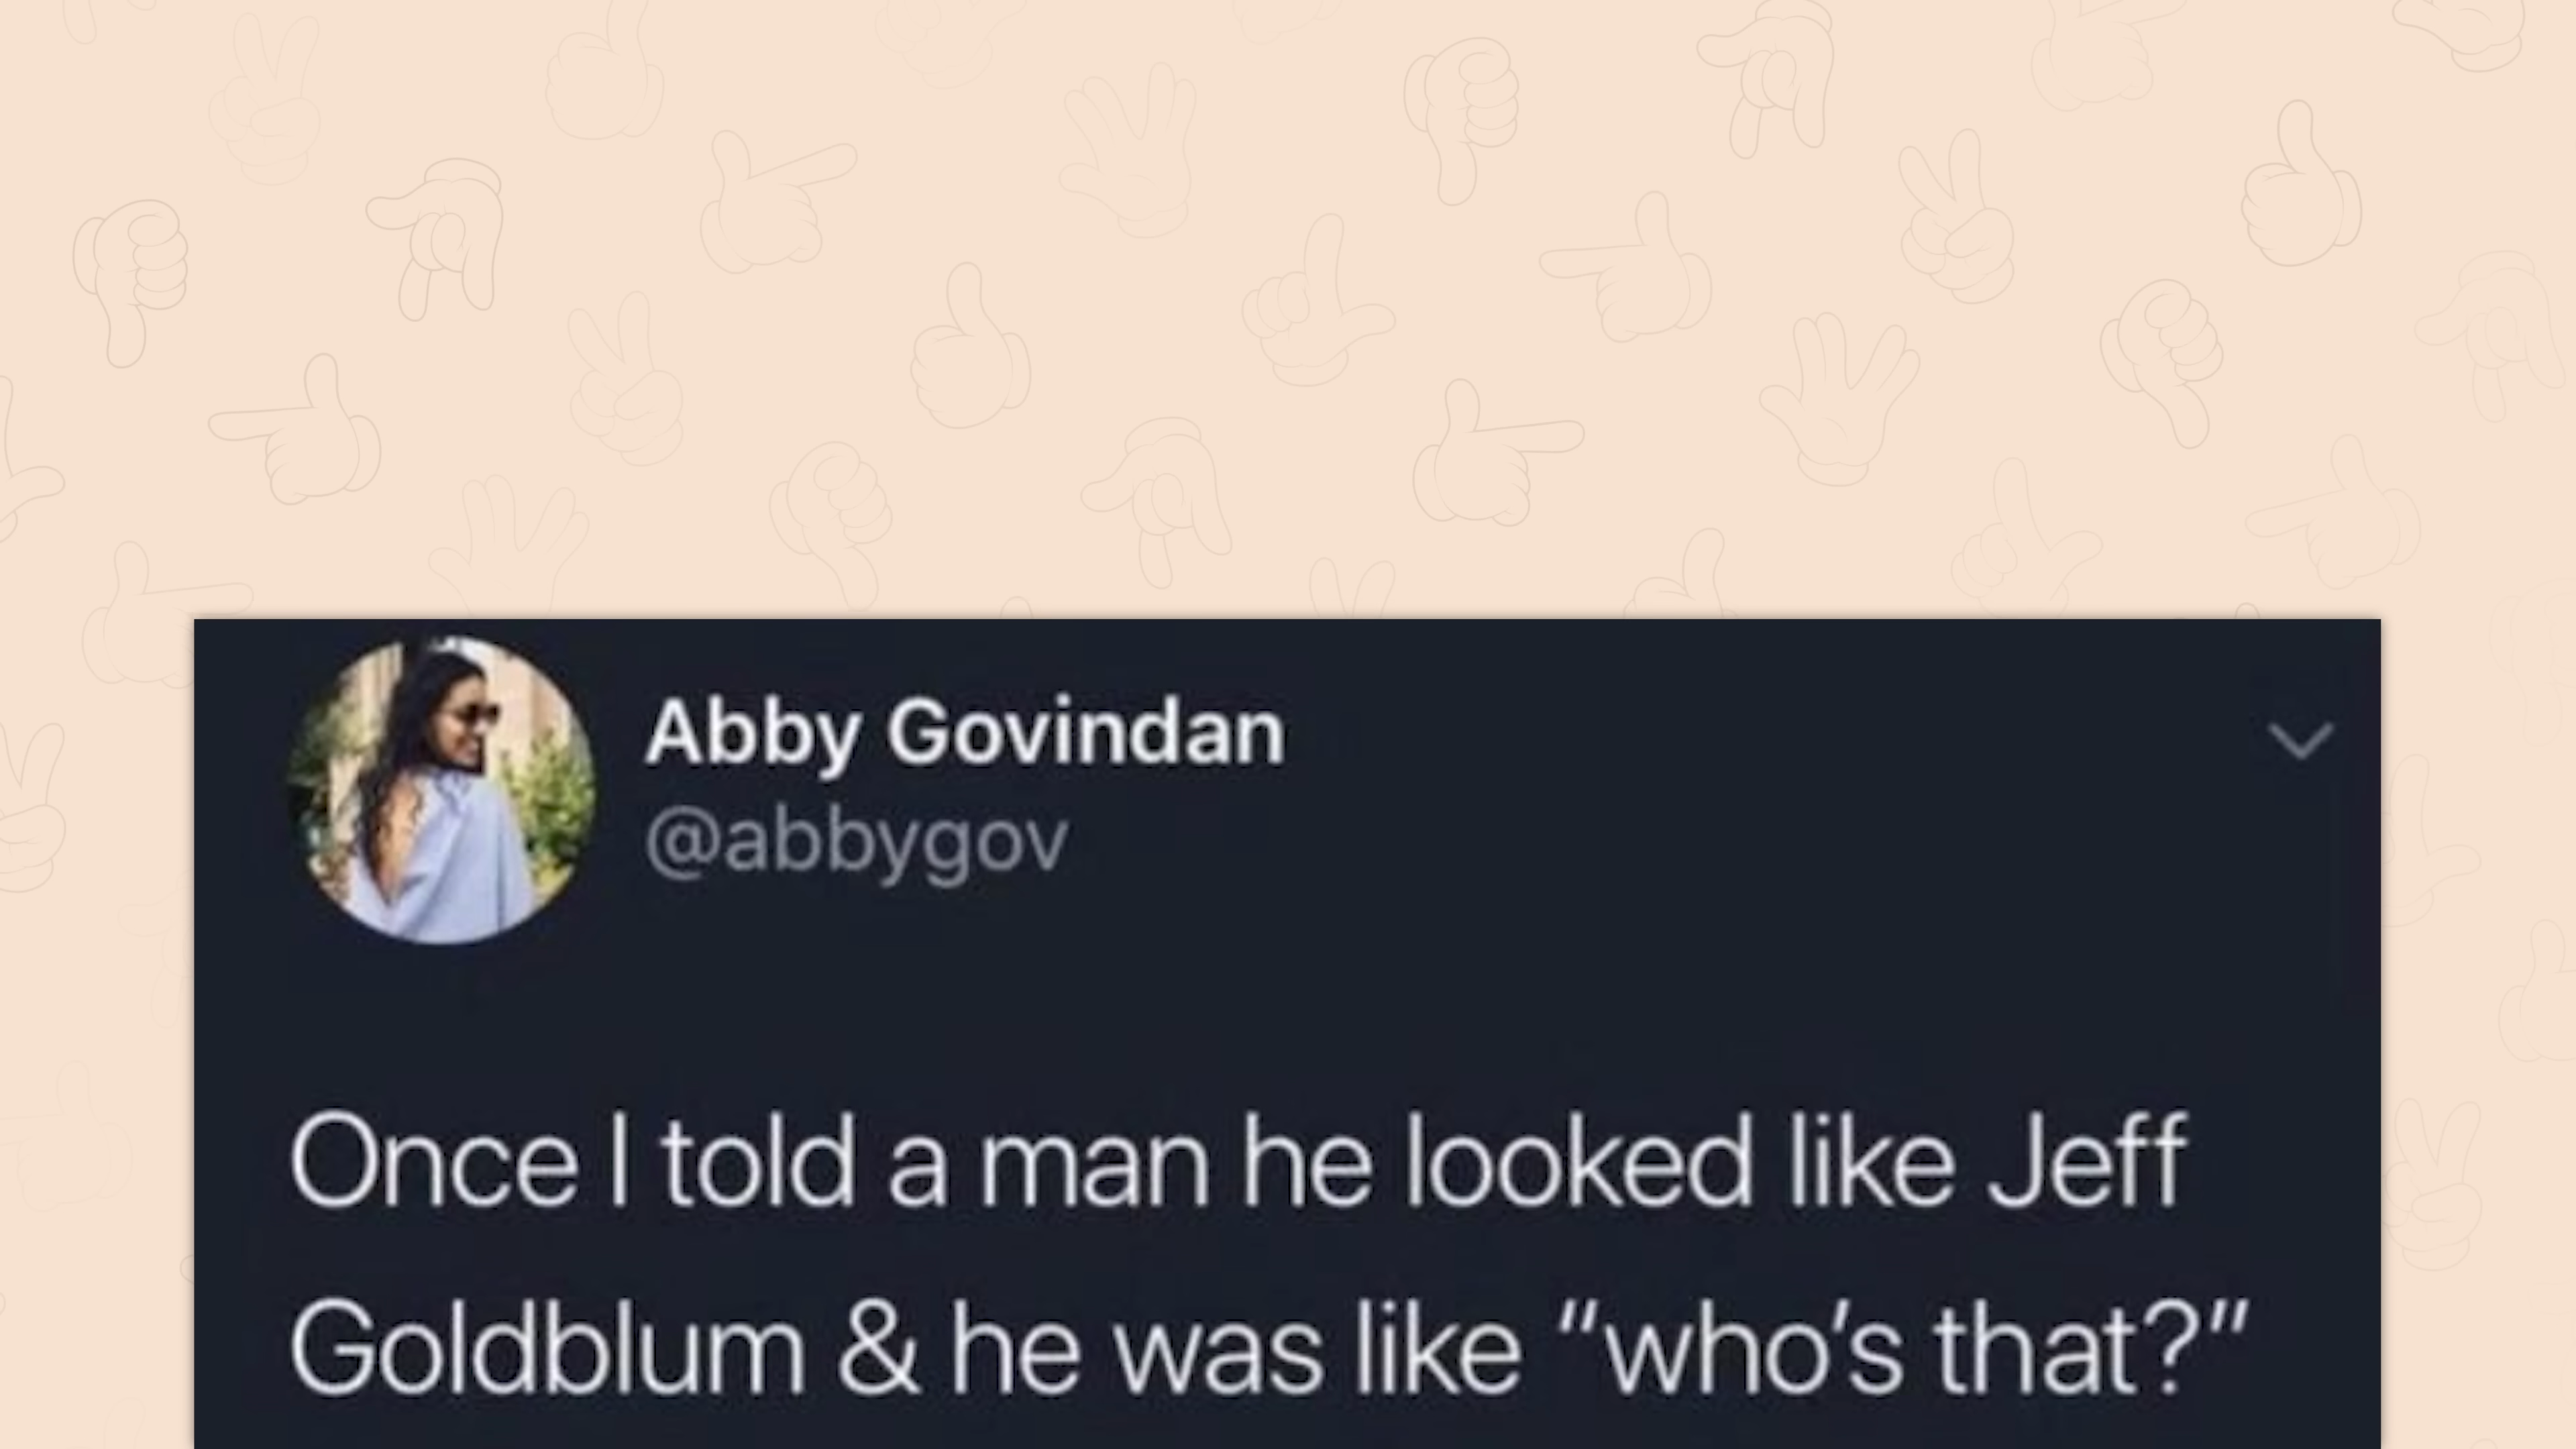 Abby Govindan
@abbygov
Once I told a man he looked like Jeff
Goldblum & he was like “who’s that?”